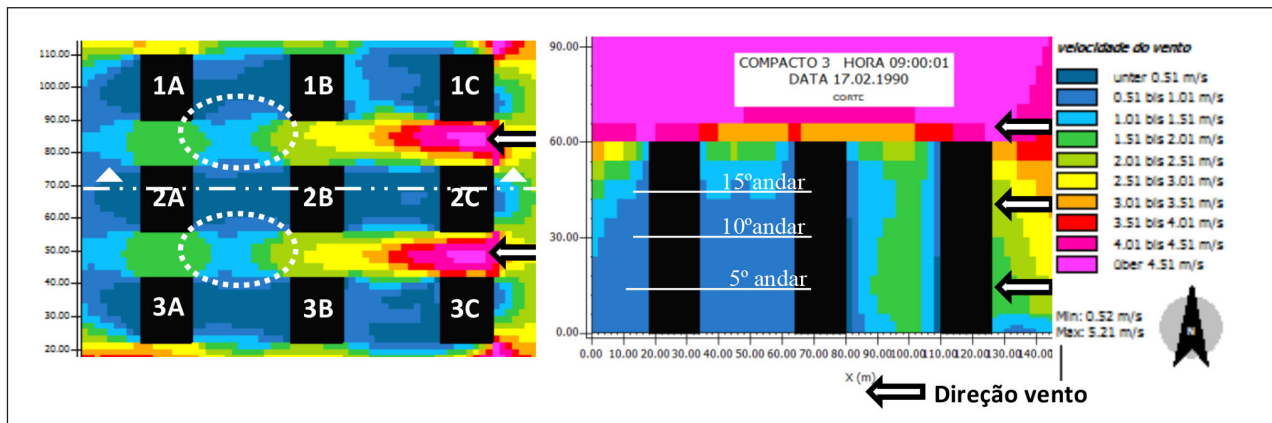 110.00
100.00
90.00
80.00
70.00
60.00
50.00
40.00
30.00
20.00
1A 1B 1C
2A 2B 2C
3A 3B 3C
90.00
60.00
30.00
0.00
COMPACTO 3 HORA 09:00:01
DATA 17.02.1990
CORTE
15º andar
10º andar
5º andar
0.00 10.00 20.00 30.00 40.00 50.00 60.00 70.00 80.00 90.00 100.00 110.00 120.00 130.00 140.00
X (m)
Direção vento
velocidade do vento
unter 0.51 m/s
0.51 bis 1.01 m/s
1.01 bis 1.51 m/s
1.51 bis 2.01 m/s
2.01 bis 2.51 m/s
2.51 bis 3.01 m/s
3.01 bis 3.51 m/s
3.51 bis 4.01 m/s
4.01 bis 4.51 m/s
über 4.51 m/s
Min: 0.52 m/s
Max: 5.21 m/s
N